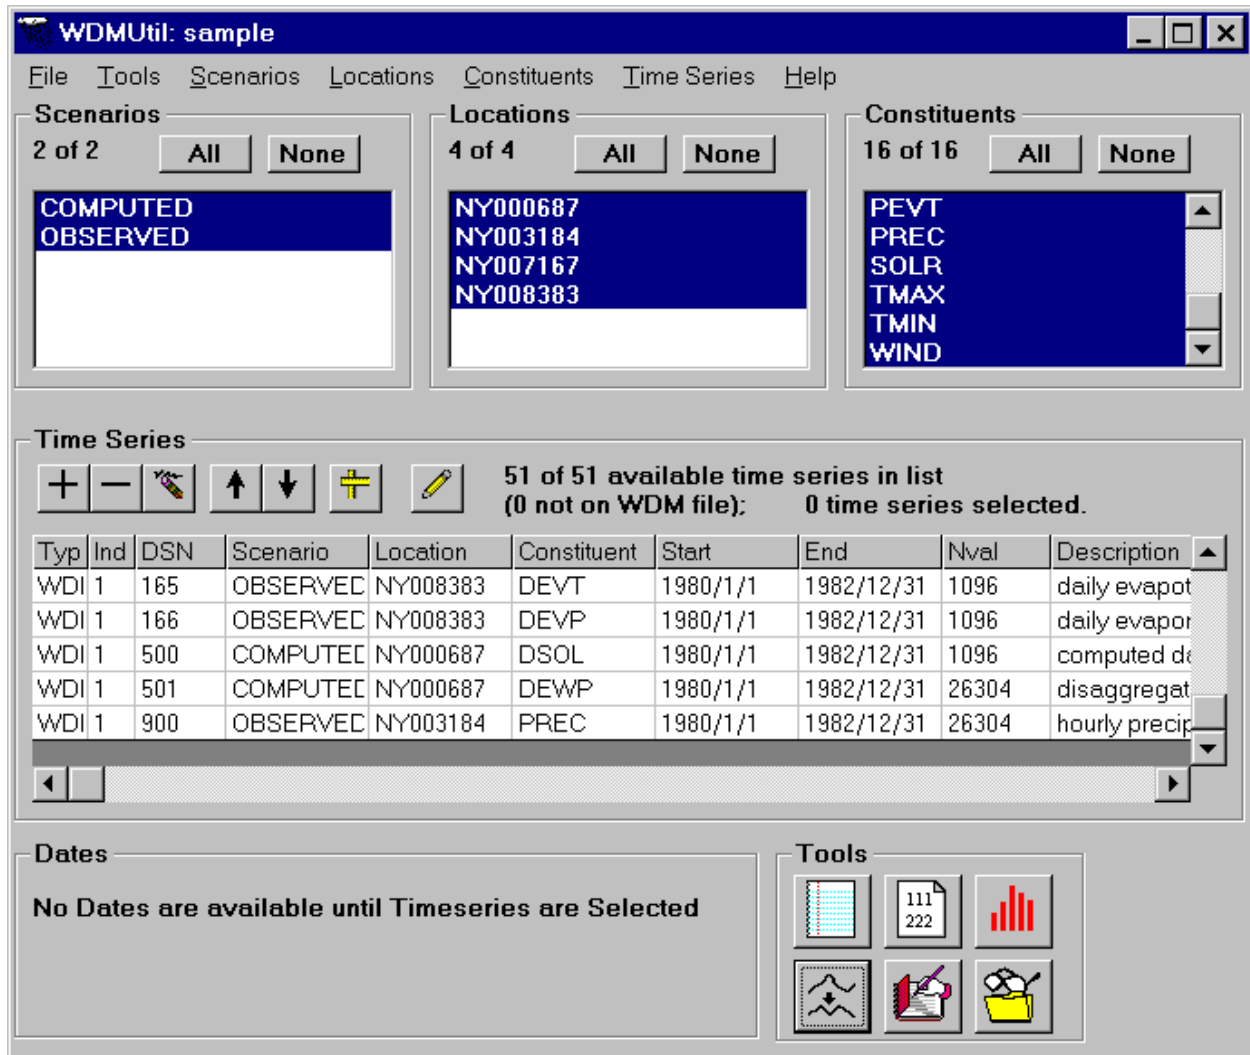 WDMUtil: sample
File Tools Scenarios Locations Constituents Time Series Help
Scenarios Locations Constituents
2 of 2 All None 4 of 4 All None 16 of 16 All None
COMPUTED NY000687 PEVT
OBSERVED NY003184 PREC
NY007167 SOLR
NY008383 TMAX
TMIN
WIND
Time Series
51 of 51 available time series in list
(0 not on WDM file); 0 time series selected.
Typ Ind DSN Scenario Location Constituent Start End Nval Description
WDI 1 165 OBSERVED NY008383 DEVT 1980/1/1 1982/12/31 1096 daily evapot
WDI 1 166 OBSERVED NY008383 DEVP 1980/1/1 1982/12/31 1096 daily evapor
WDI 1 500 COMPUTED NY000687 DSOL 1980/1/1 1982/12/31 1096 computed da
WDI 1 501 COMPUTED NY000687 DEWP 1980/1/1 1982/12/31 26304 disaggregat
WDI 1 900 OBSERVED NY003184 PREC 1980/1/1 1982/12/31 26304 hourly precip
Dates Tools
No Dates are available until Timeseries are Selected
111
222